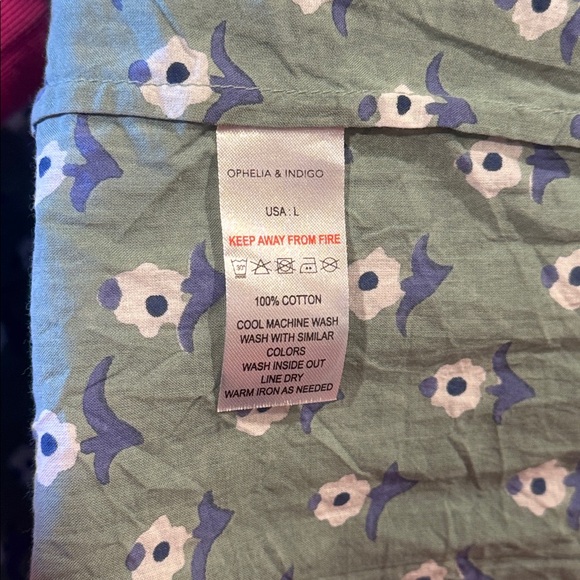 OPHELIA & INDIGO
USA : L
KEEP AWAY FROM FIRE
30°
100% COTTON
COOL MACHINE WASH
WASH WITH SIMILAR
COLORS
WASH INSIDE OUT
LINE DRY
WARM IRON AS NEEDED